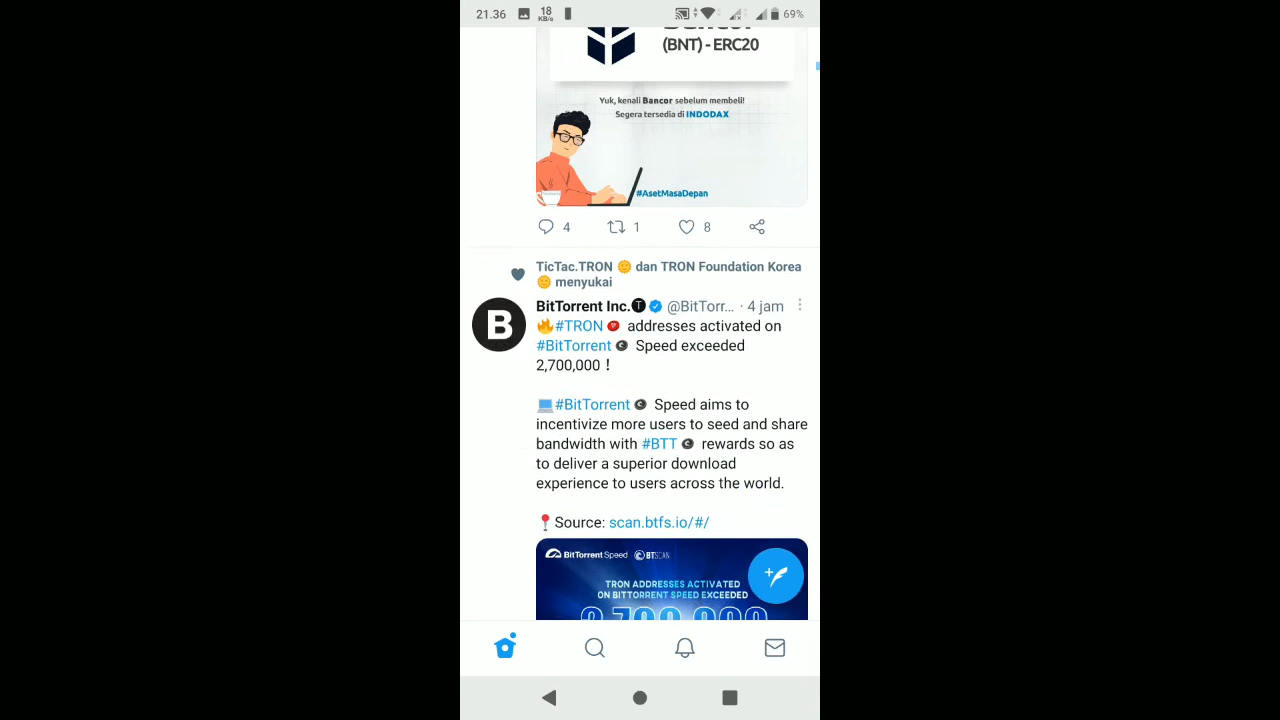 21.36 18 KB/s 69%
(BNT) - ERC20
Yuk, kenali Bancor sebelum membeli!
Segera tersedia di INDODAX
#AsetMasaDepan
4 1 8
TicTac.TRON 🌞 dan TRON Foundation Korea
🌞 menyukai
BitTorrent Inc.🅣 @BitTorr... · 4 jam
🔥#TRON addresses activated on
#BitTorrent Speed exceeded
2,700,000！
💻#BitTorrent Speed aims to
incentivize more users to seed and share
bandwidth with #BTT rewards so as
to deliver a superior download
experience to users across the world.
📍Source: scan.btfs.io/#/
BitTorrent Speed BTSCAN
TRON ADDRESSES ACTIVATED
ON BITTORRENT SPEED EXCEEDED